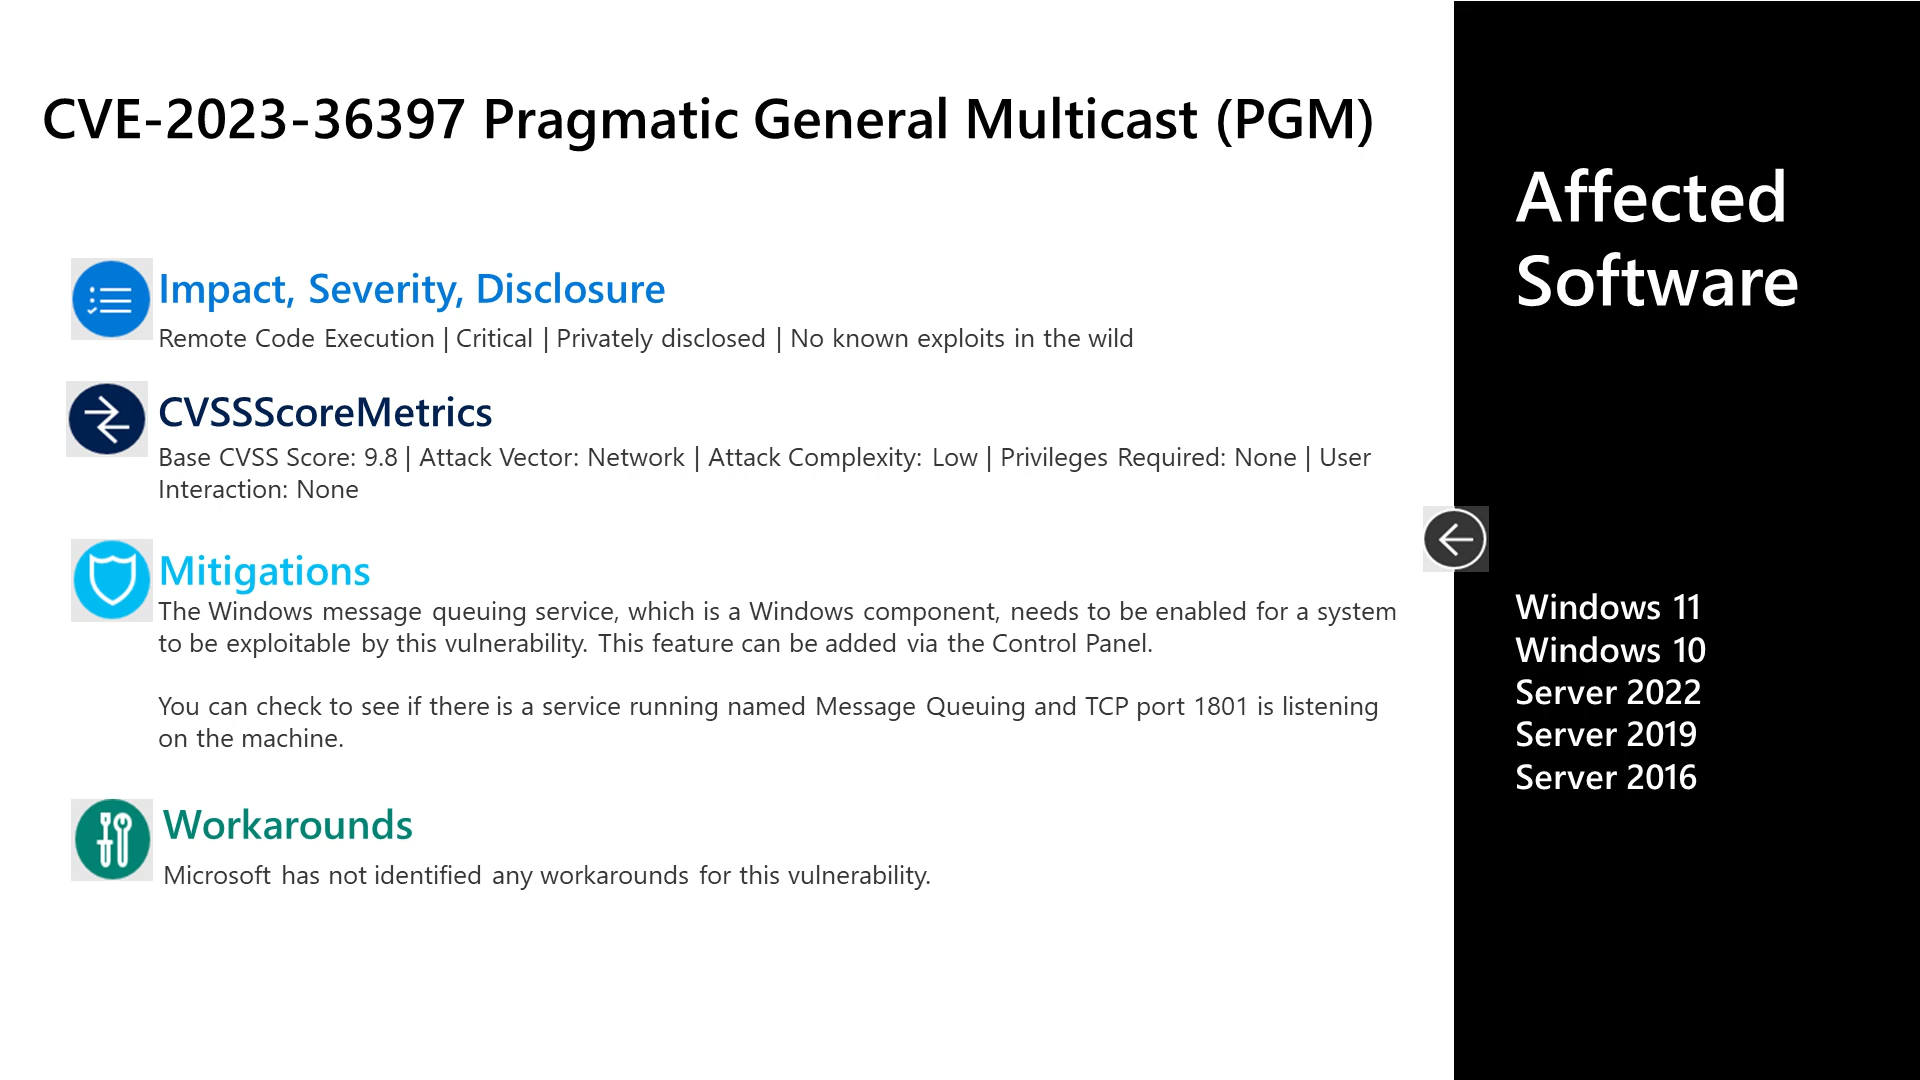 CVE-2023-36397 Pragmatic General Multicast (PGM)
Impact, Severity, Disclosure
Remote Code Execution | Critical | Privately disclosed | No known exploits in the wild
CVSSScoreMetrics
Base CVSS Score: 9.8 | Attack Vector: Network | Attack Complexity: Low | Privileges Required: None | User
Interaction: None
Mitigations
The Windows message queuing service, which is a Windows component, needs to be enabled for a system
to be exploitable by this vulnerability. This feature can be added via the Control Panel.
You can check to see if there is a service running named Message Queuing and TCP port 1801 is listening
on the machine.
Workarounds
Microsoft has not identified any workarounds for this vulnerability.
Affected
Software
Windows 11
Windows 10
Server 2022
Server 2019
Server 2016